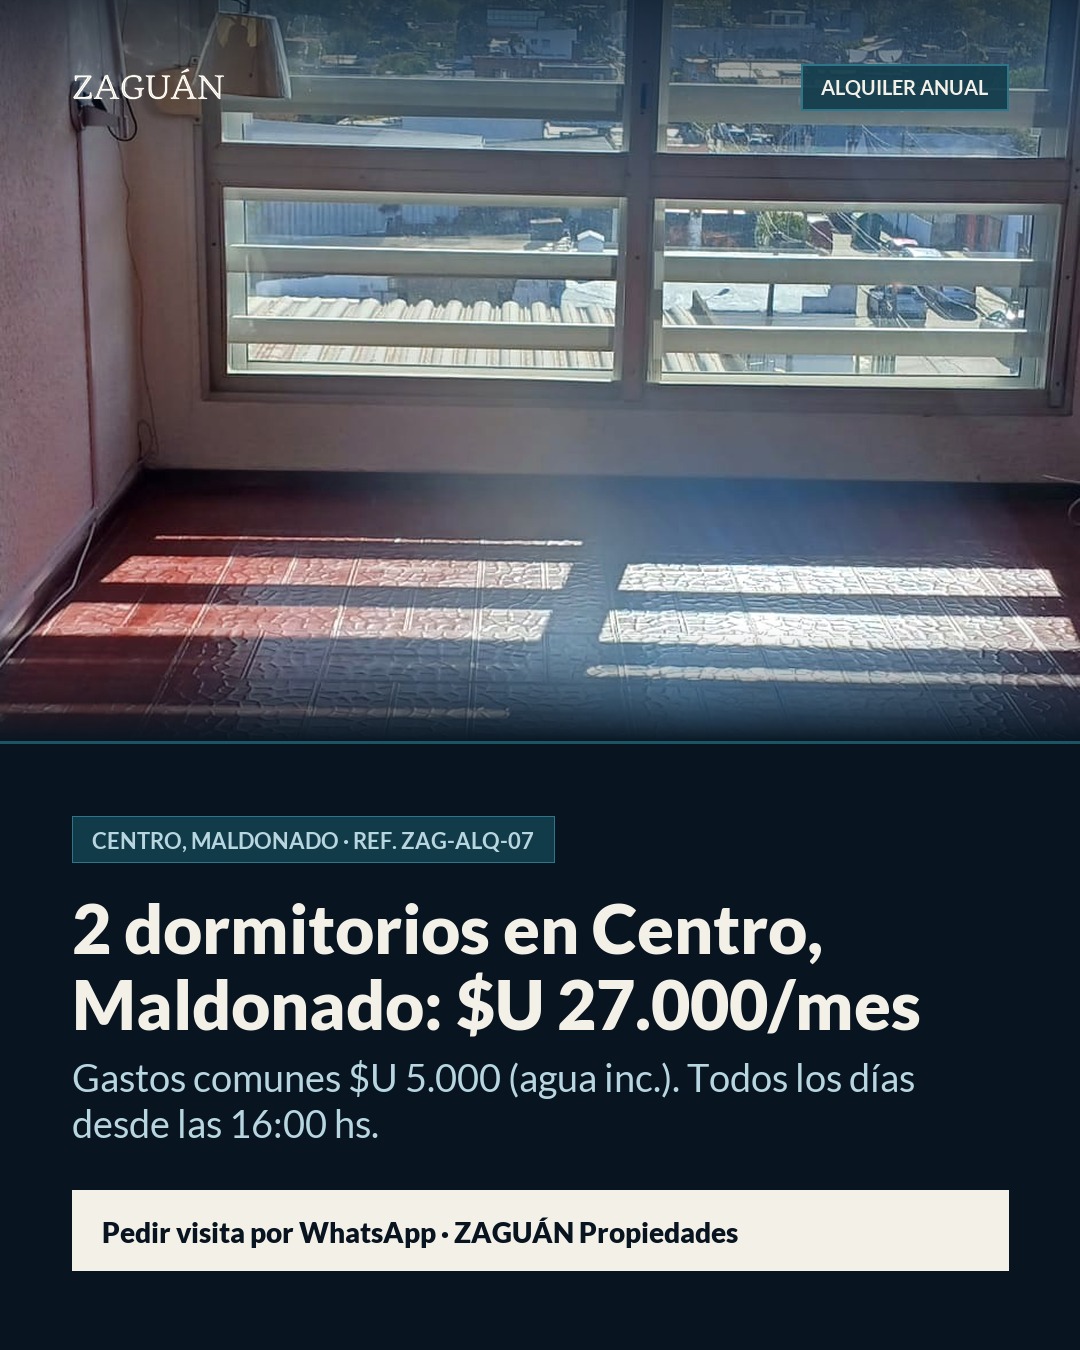 ZAGUÁN
ALQUILER ANUAL
CENTRO, MALDONADO · REF. ZAG-ALQ-07
2 dormitorios en Centro,
Maldonado: $U 27.000/mes
Gastos comunes $U 5.000 (agua inc.). Todos los días
desde las 16:00 hs.
Pedir visita por WhatsApp · ZAGUÁN Propiedades